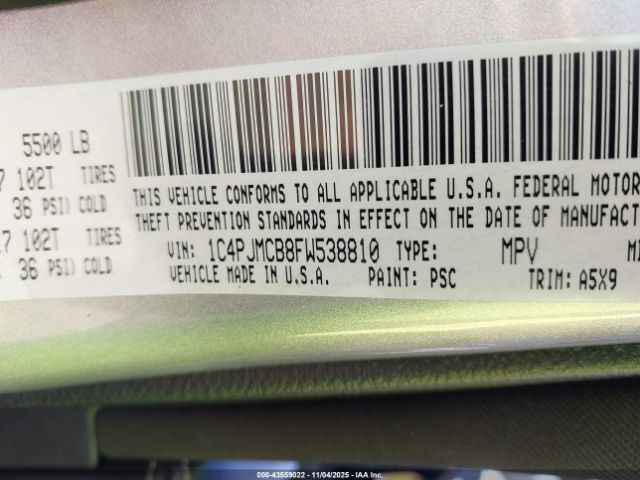 5500 LB
7 102T TIRES
36 PSI) COLD
.7 102T TIRES
36 PSI) COLD
THIS VEHICLE CONFORMS TO ALL APPLICABLE U.S.A. FEDERAL MOTOR
THEFT PREVENTION STANDARDS IN EFFECT ON THE DATE OF MANUFACT
VIN: 1C4PJMCB8FW538810 TYPE: MPV
VEHICLE MADE IN U.S.A. PAINT: PSC TRIM: A5X9
000-43559022 - 11/04/2025 - IAA Inc.